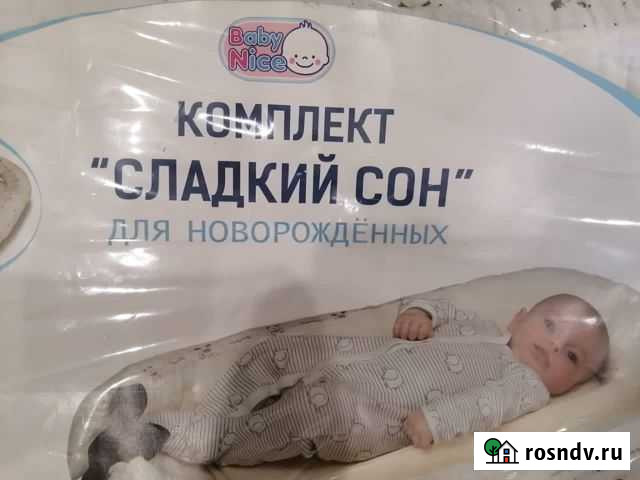 Baby
Nice
КОМПЛЕКТ
"СЛАДКИЙ СОН"
ДЛЯ НОВОРОЖДЁННЫХ
rosndv.ru